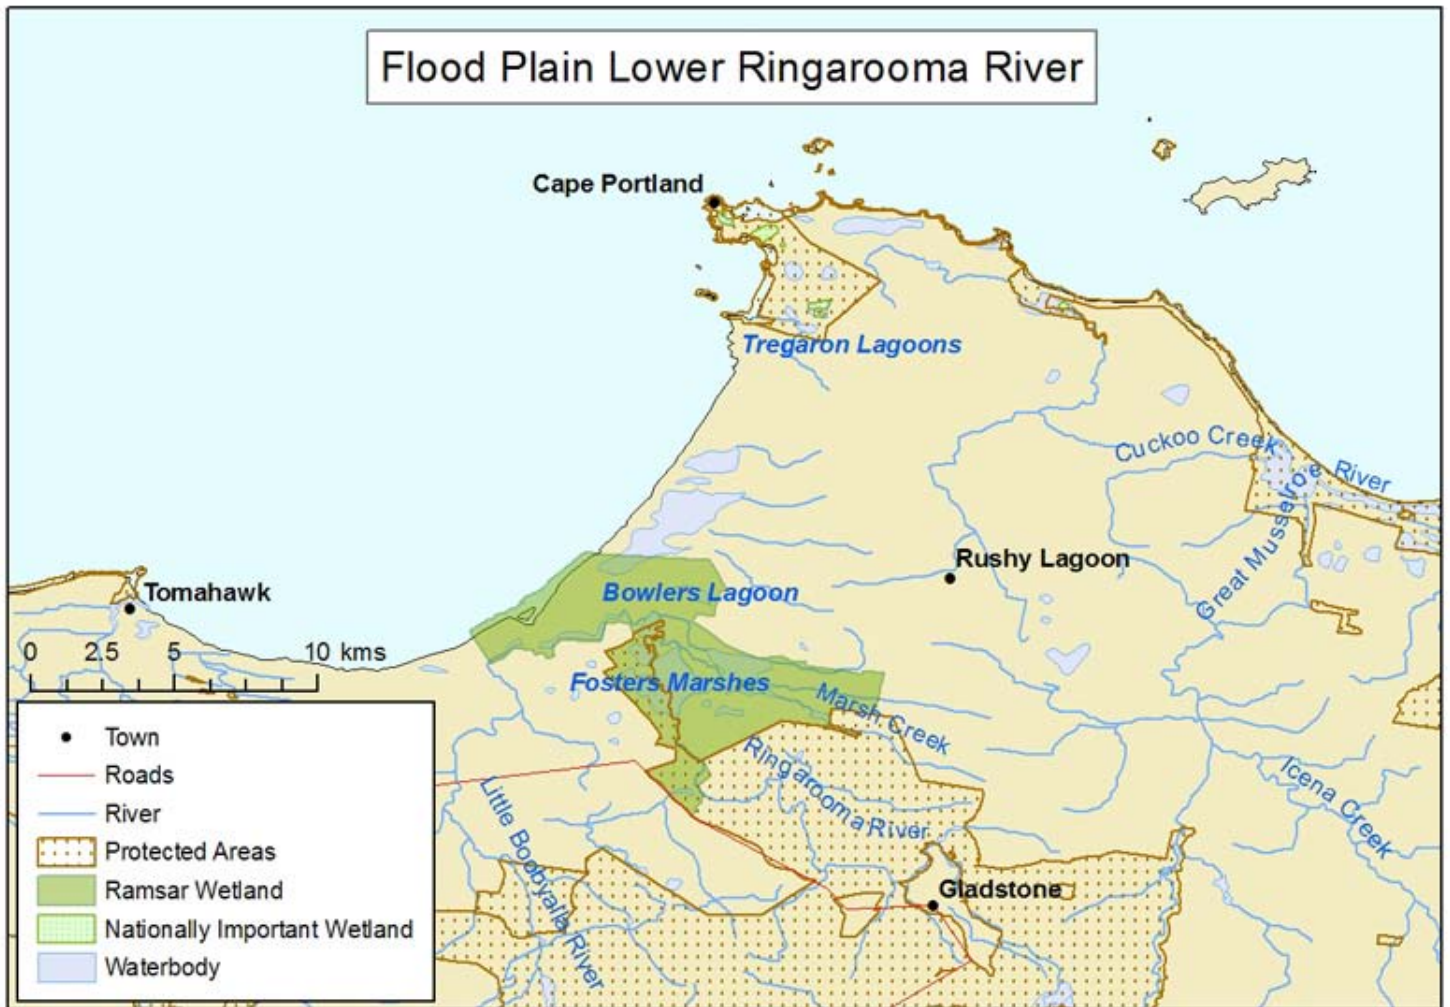 Flood Plain Lower Ringarooma River
Cape Portland
Tregaron Lagoons
Cuckoo Creek
Great Musselroe River
Rushy Lagoon
Bowlers Lagoon
Tomahawk
0 2.5 5 10 kms
Fosters Marshes
Marsh Creek
Ringarooma River
Icena Creek
Little Boobyalla River
Gladstone
Town
Roads
River
Protected Areas
Ramsar Wetland
Nationally Important Wetland
Waterbody